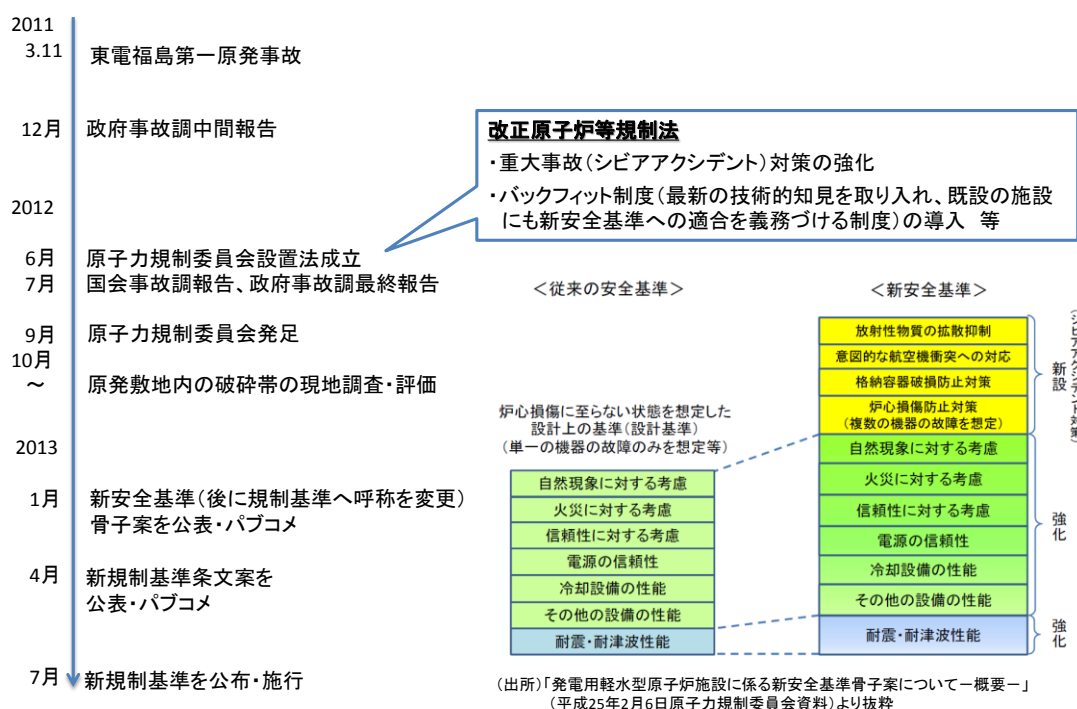 2011
3.11
東電福島第一原発事故
12月 政府事故調中間報告
改正原子炉等規制法
・重大事故(シビアアクシデント)対策の強化
・バックフィット制度(最新の技術的知見を取り入れ、既設の施設
にも新安全基準への適合を義務づける制度)の導入 等
2012
6月 原子力規制委員会設置法成立
7月 国会事故調報告、政府事故調最終報告
9月 原子力規制委員会発足
10月
～ 原発敷地内の破砕帯の現地調査・評価
2013
1月 新安全基準(後に規制基準へ呼称を変更)
骨子案を公表・パブコメ
4月 新規制基準条文案を
公表・パブコメ
7月 新規制基準を公布・施行
＜従来の安全基準＞
炉心損傷に至らない状態を想定した
設計上の基準(設計基準)
(単一の機器の故障のみを想定等)
自然現象に対する考慮
火災に対する考慮
信頼性に対する考慮
電源の信頼性
冷却設備の性能
その他の設備の性能
耐震・耐津波性能
＜新安全基準＞
放射性物質の拡散抑制
意図的な航空機衝突への対応
格納容器破損防止対策
炉心損傷防止対策
(複数の機器の故障を想定)
自然現象に対する考慮
火災に対する考慮
信頼性に対する考慮
電源の信頼性
冷却設備の性能
その他の設備の性能
耐震・耐津波性能
新設
(シビアアクシデント対策)
強化
強化
(出所)「発電用軽水型原子炉施設に係る新安全基準骨子案について－概要－」
(平成25年2月6日原子力規制委員会資料)より抜粋